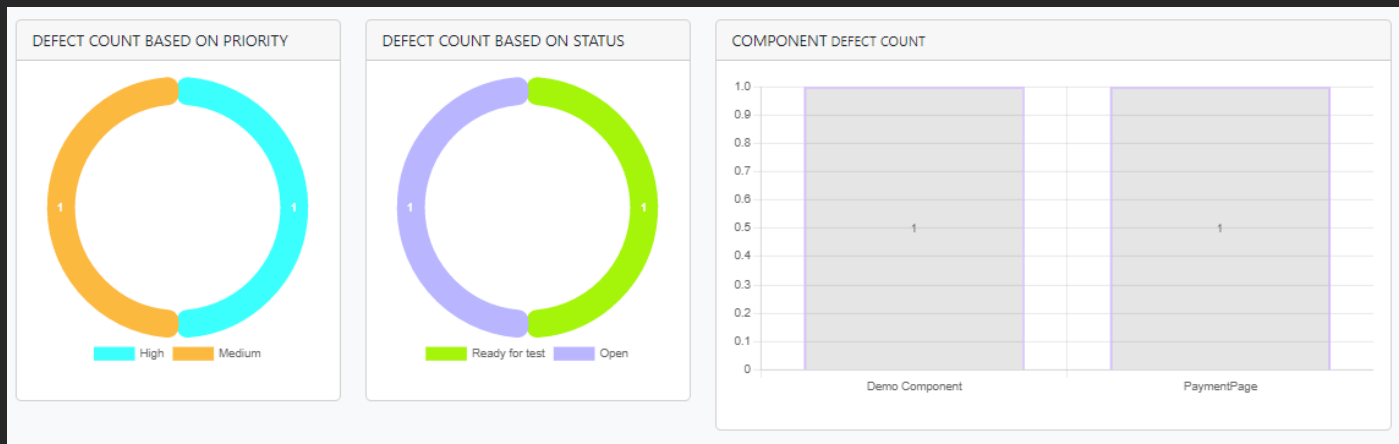 DEFECT COUNT BASED ON PRIORITY
1
1
High
Medium
DEFECT COUNT BASED ON STATUS
1
1
Ready for test
Open
COMPONENT DEFECT COUNT
1.0
0.9
0.8
0.7
0.6
0.5
0.4
0.3
0.2
0.1
0
1
1
Demo Component
PaymentPage